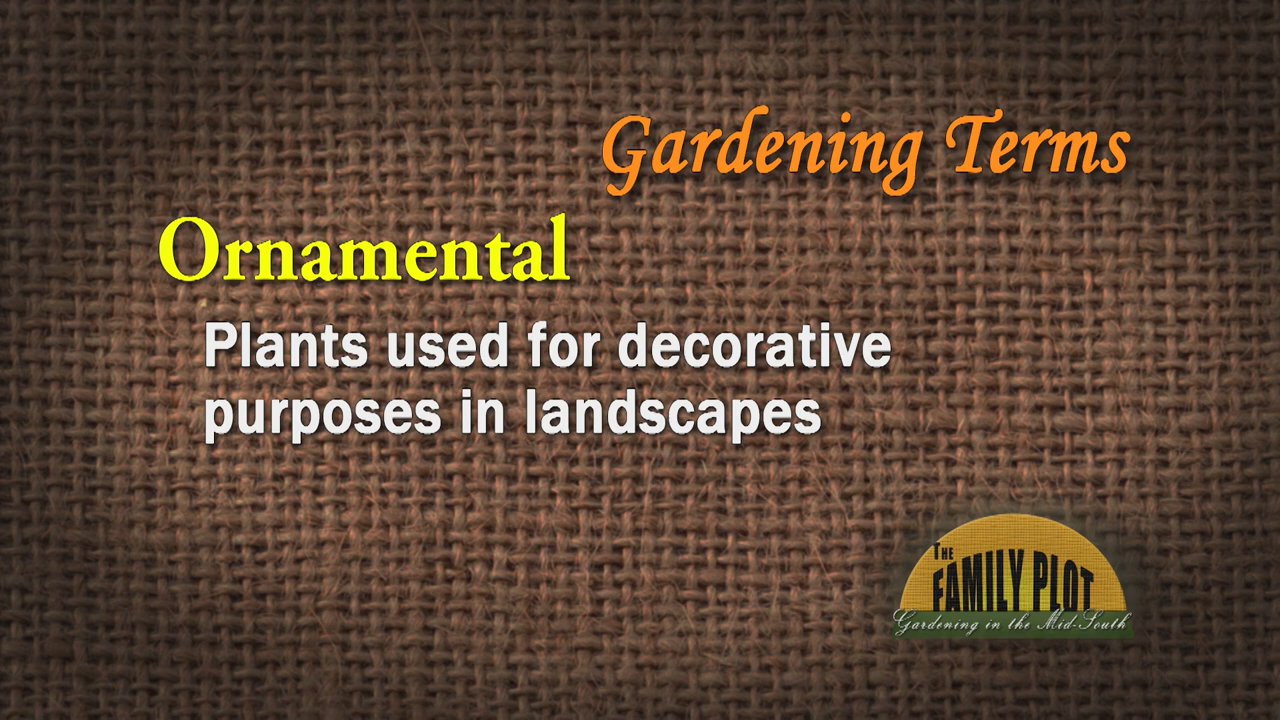 Gardening Terms
Ornamental
Plants used for decorative
purposes in landscapes
THE
FAMILY PLOT
Gardening in the Mid-South